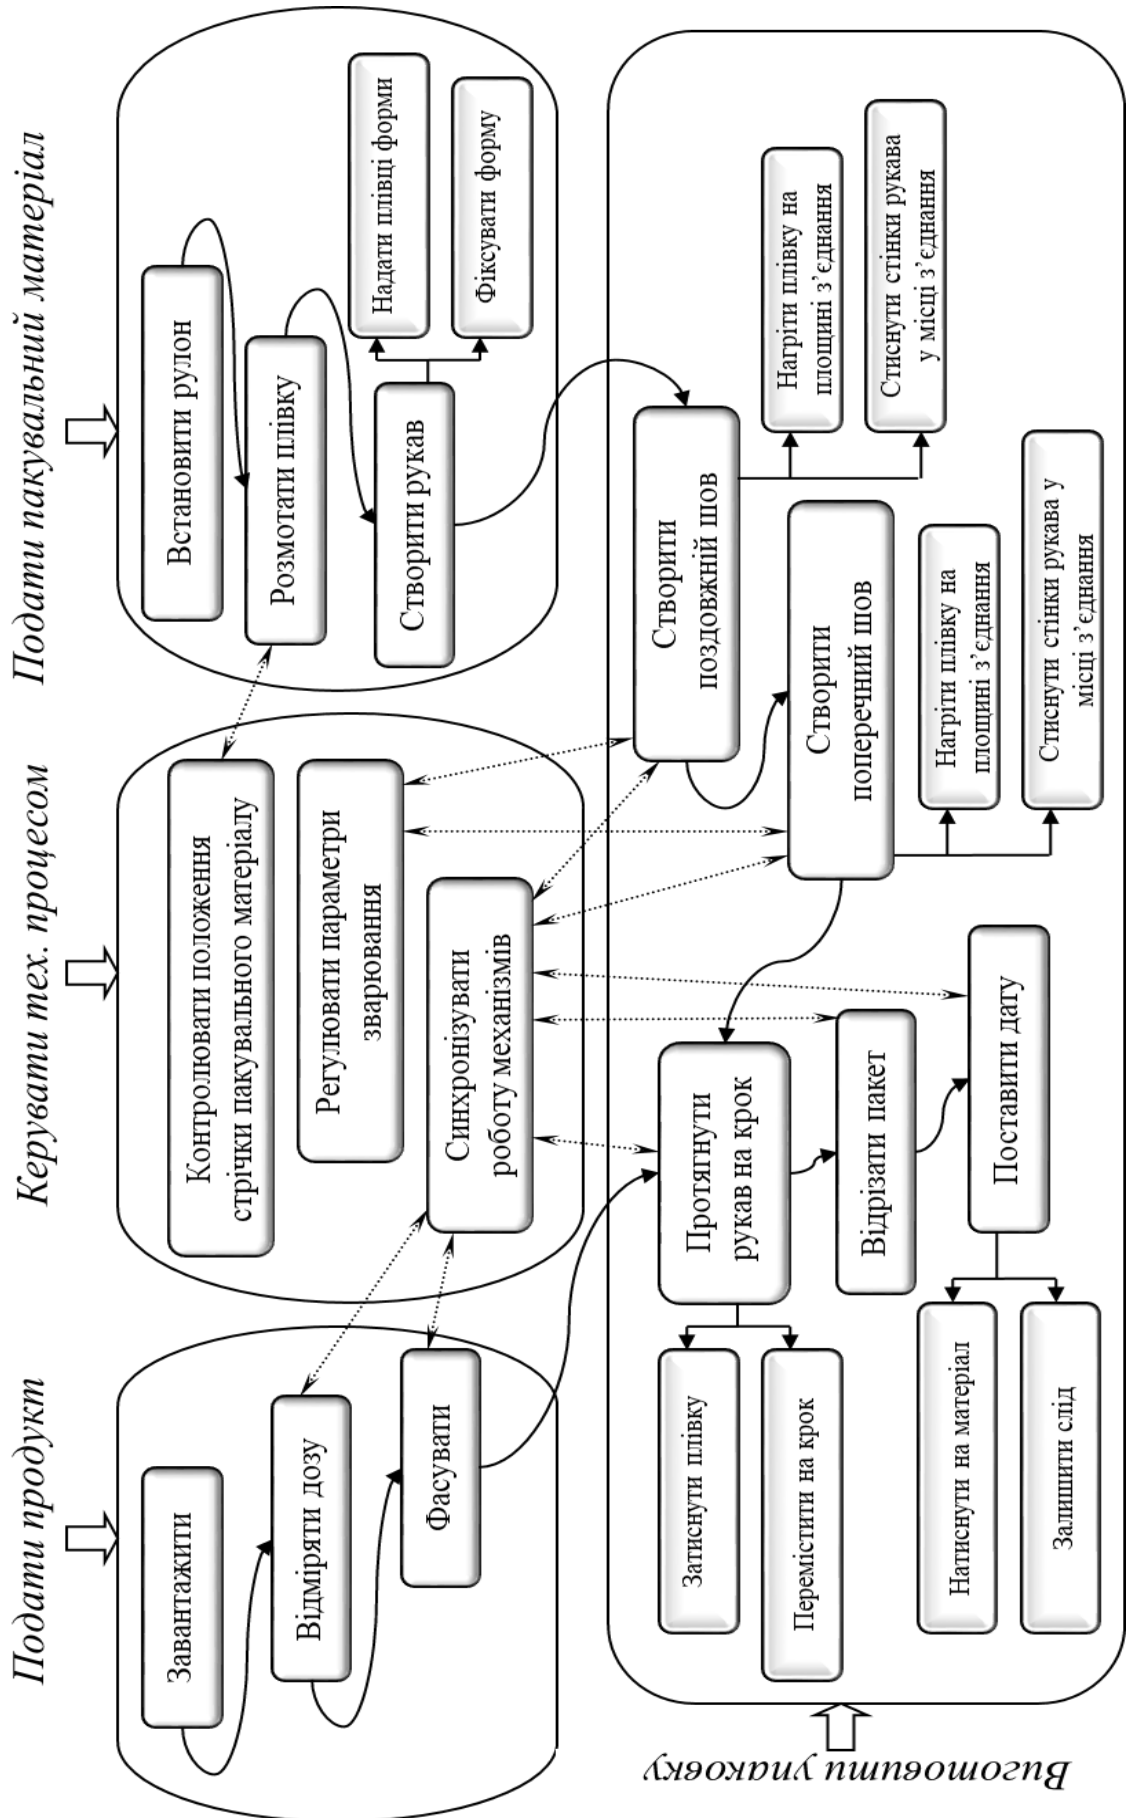 Подати продукт
Керувати тех. процесом
Подати пакувальний матеріал
Завантажити
Відміряти дозу
Фасувати
Контролювати положення
стрічки пакувального матеріалу
Регулювати параметри
зварювання
Синхронізувати
роботу механізмів
Встановити рулон
Розмотати плівку
Створити рукав
Надати плівці форми
Фіксувати форму
Виготовити упаковку
Затиснути плівку
Перемістити на крок
Натиснути на матеріал
Залишити слід
Протягнути
рукав на крок
Відрізати пакет
Поставити дату
Створити
поздовжній шов
Створити
поперечний шов
Нагріти плівку на
площині з’єднання
Стиснути стінки рукава
у місці з’єднання
Нагріти плівку на
площині з’єднання
Стиснути стінки рукава у
місці з’єднання